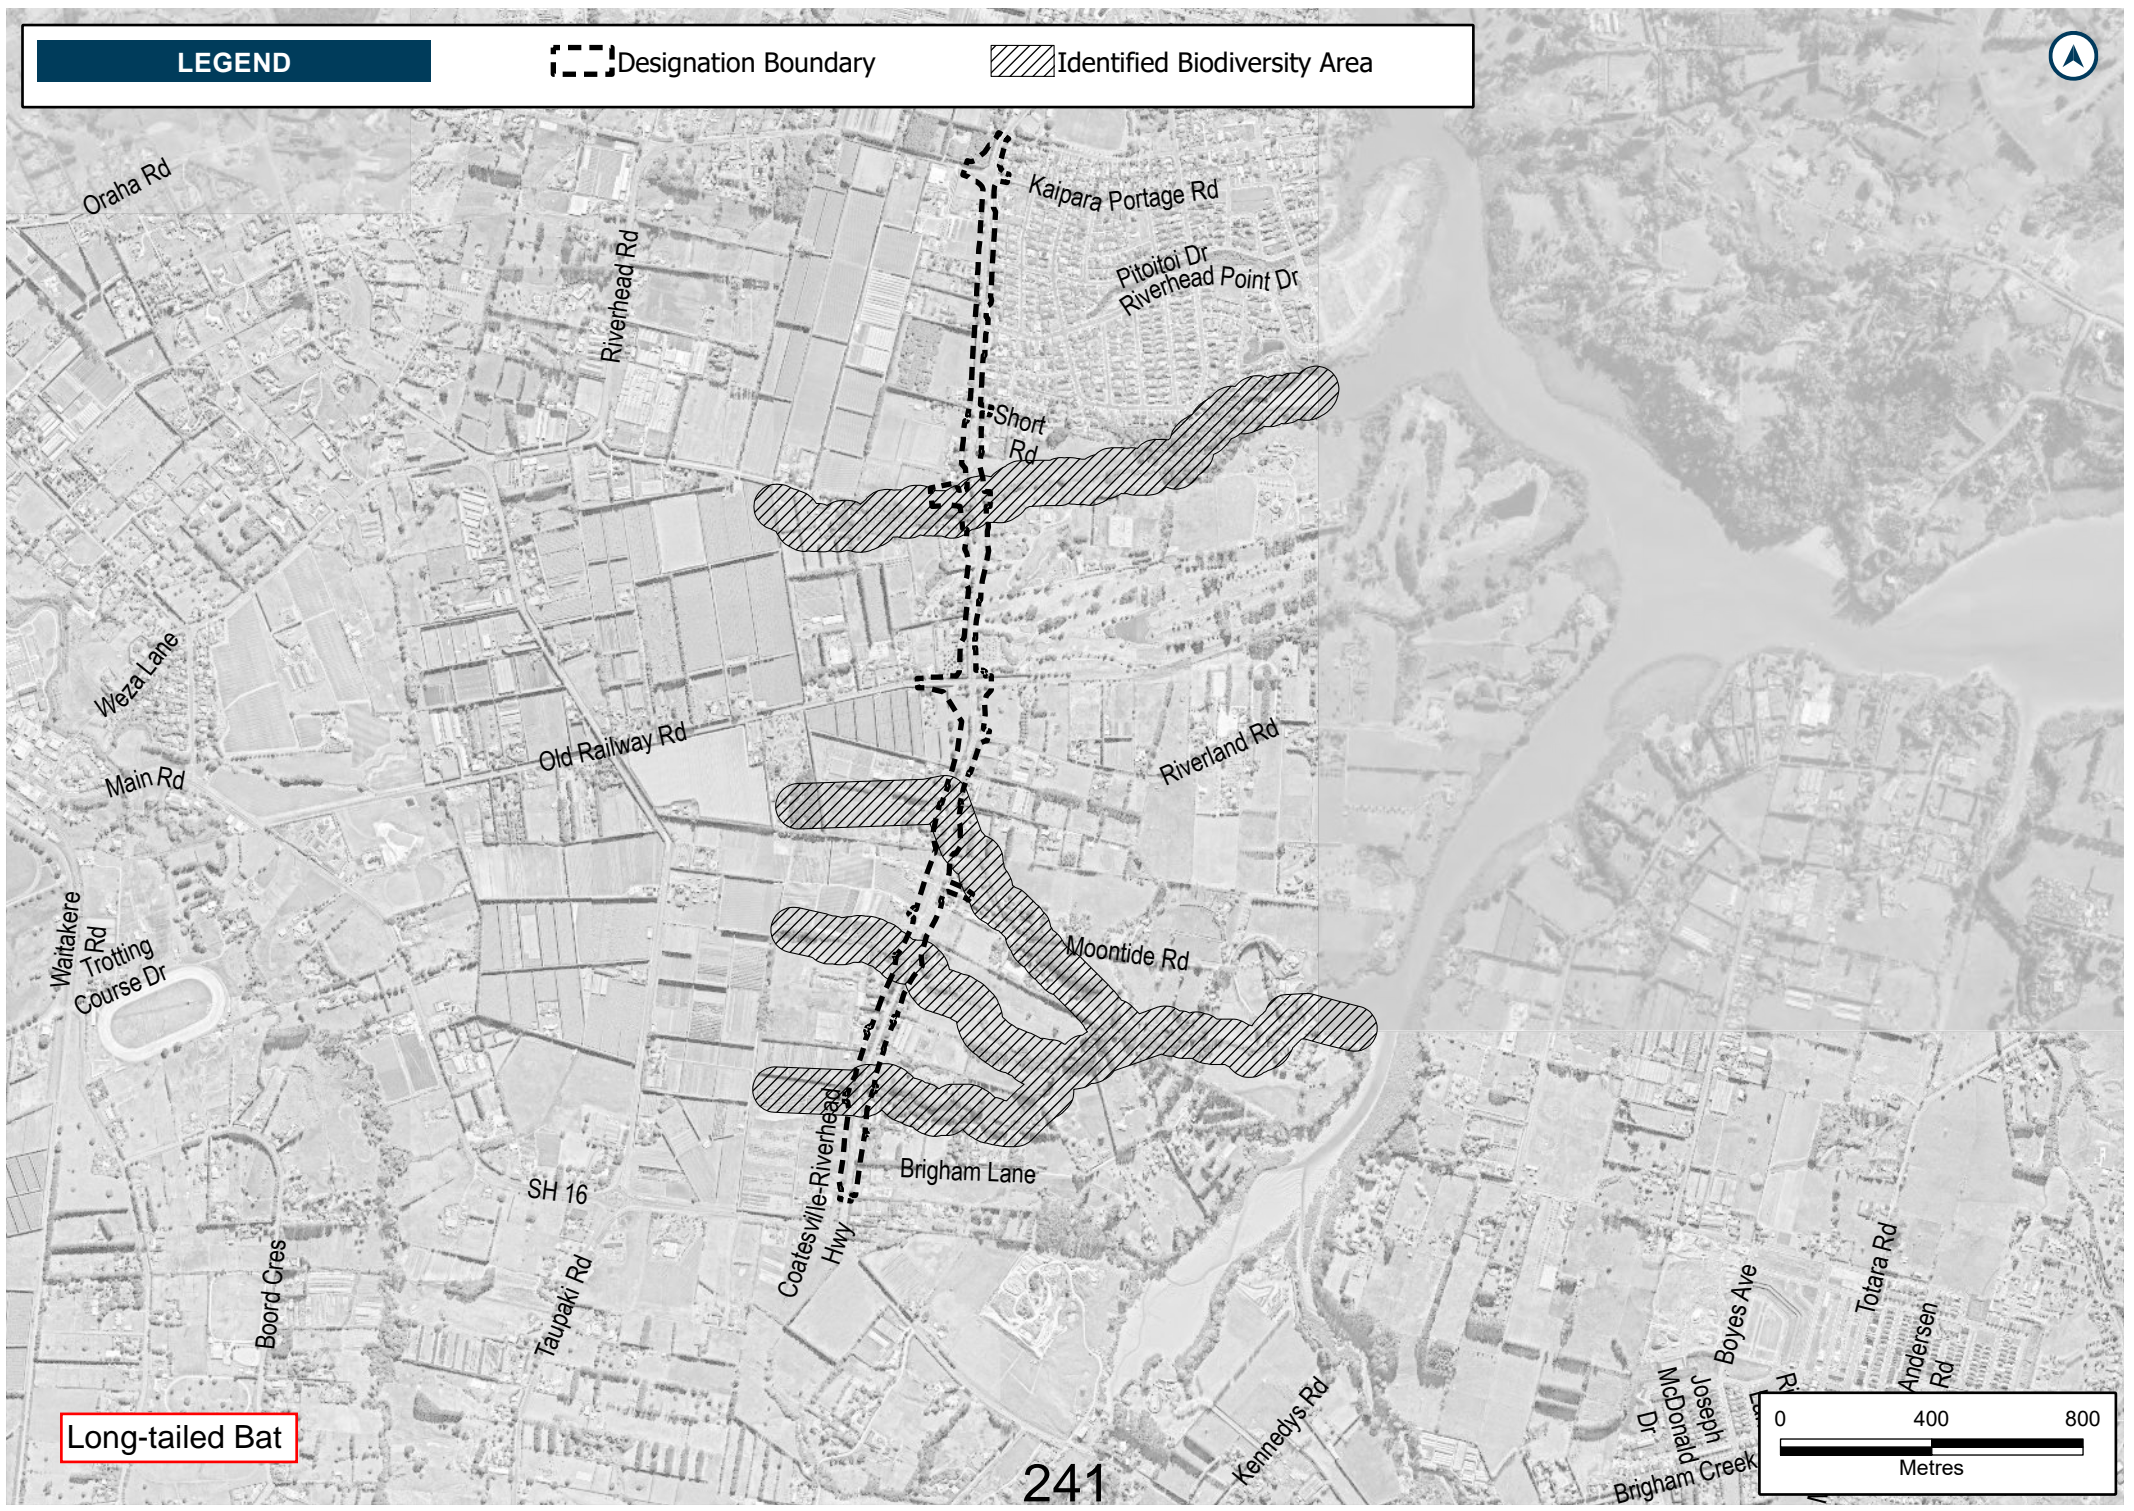 LEGEND
Designation Boundary
Identified Biodiversity Area
Oraha Rd
Kaipara Portage Rd
Riverhead Rd
Pitoitoi Dr
Riverhead Point Dr
Short
Rd
Weza Lane
Old Railway Rd
Riverland Rd
Main Rd
Waitakere
Rd
Trotting
Course Dr
Moontide Rd
Coatesville-Riverhead
Hwy
Brigham Lane
SH 16
Boord Cres
Taupaki Rd
Totara Rd
Boyes Ave
Andersen
Rd
Joseph
McDonald
Dr
Kennedys Rd
Brigham Creek
Long-tailed Bat
0 400 800
Metres
241